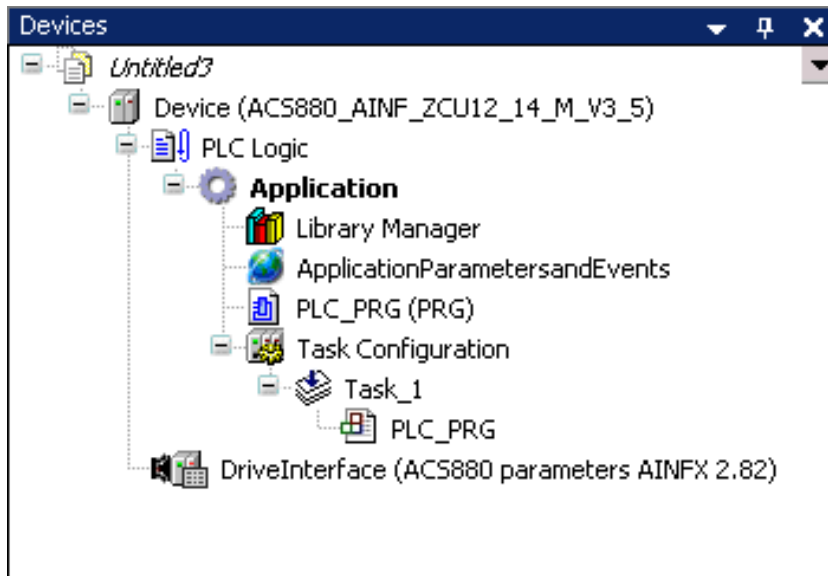 Devices
Untitled3
Device (ACS880_AINF_ZCU12_14_M_V3_5)
PLC Logic
Application
Library Manager
ApplicationParametersandEvents
PLC_PRG (PRG)
Task Configuration
Task_1
PLC_PRG
DriveInterface (ACS880 parameters AINFX 2.82)